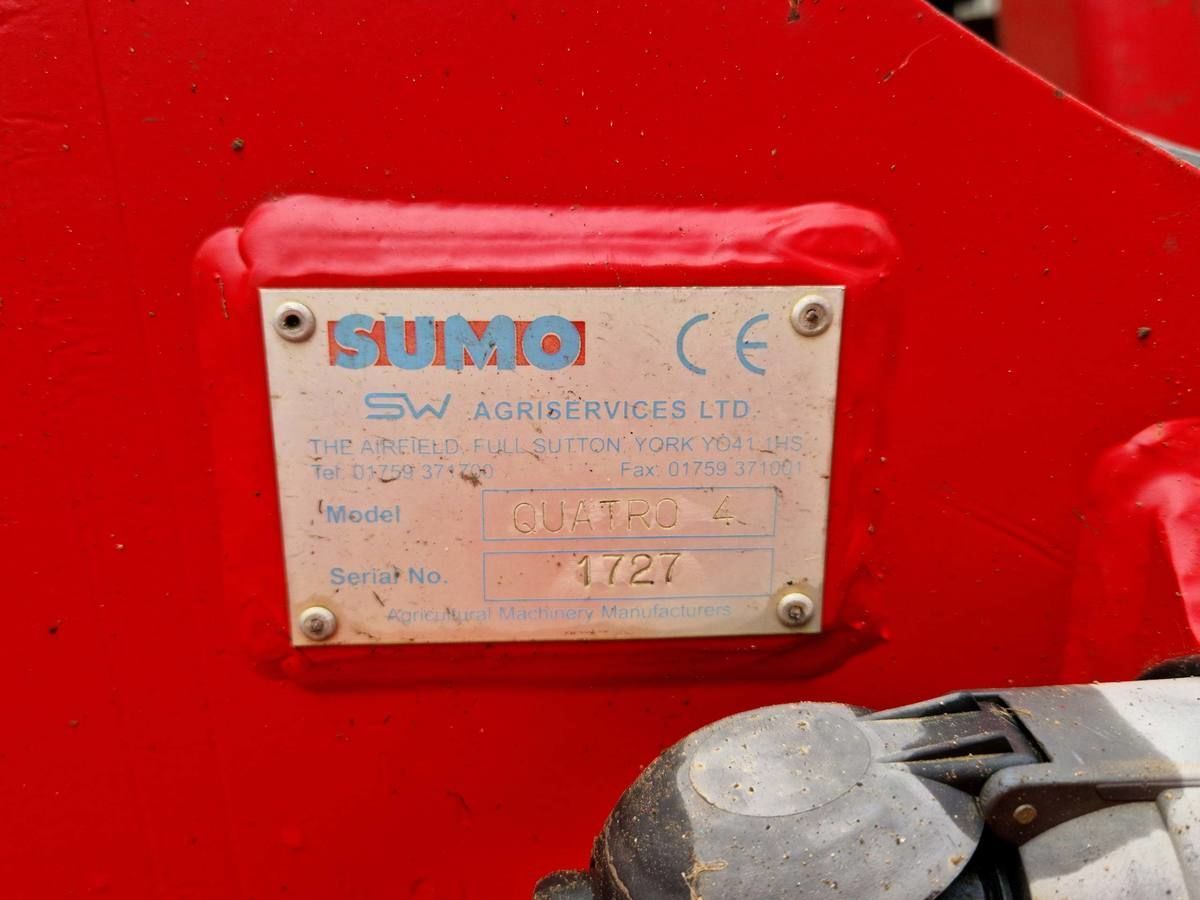 SUMO CE
SW AGRISERVICES LTD
THE AIRFIELD, FULL SUTTON, YORK YO41 1HS
Tel: 01759 371700 Fax: 01759 371001
Model QUATRO 4
Serial No. 1727
Agricultural Machinery Manufacturers